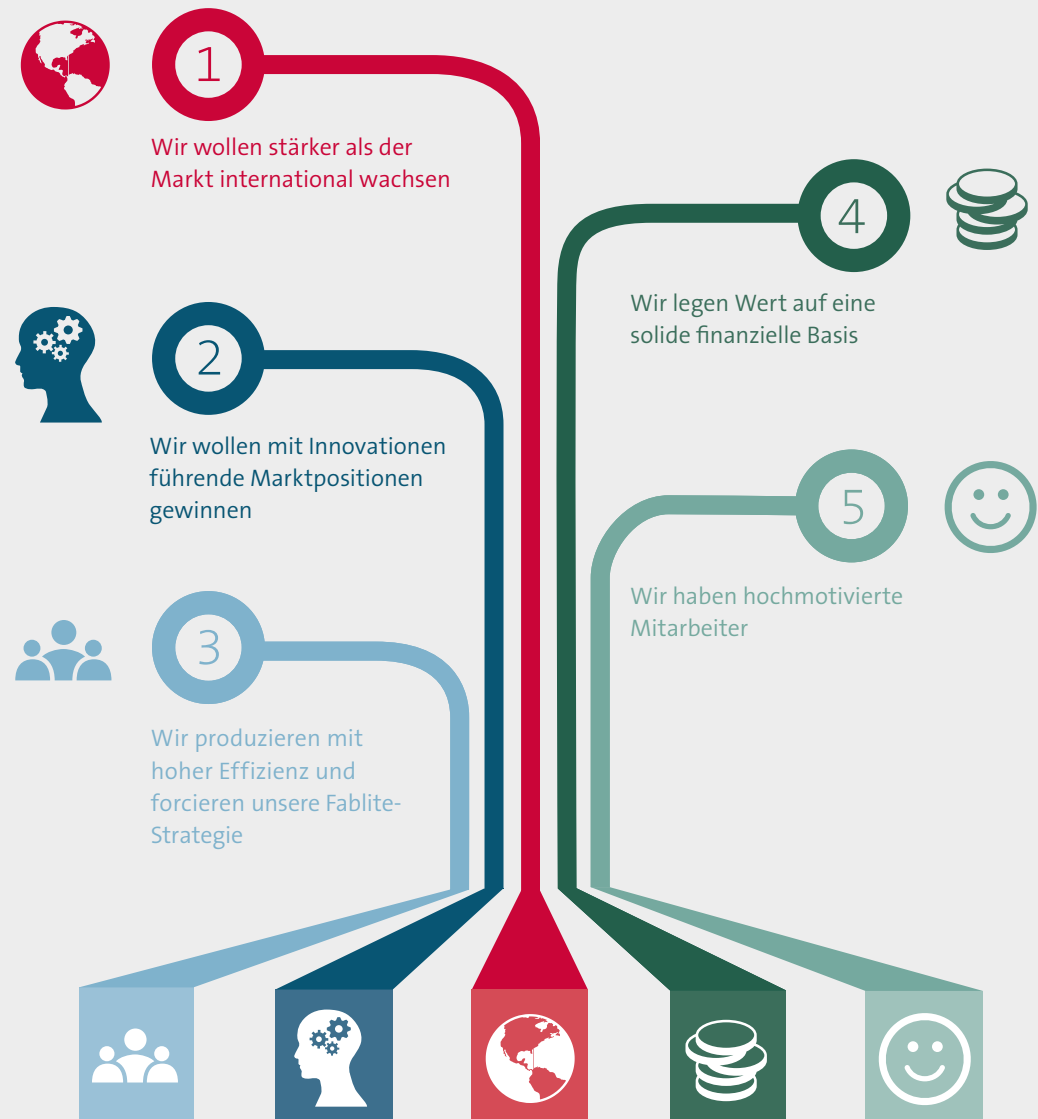 1
Wir wollen stärker als der
Markt international wachsen
2
Wir wollen mit Innovationen
führende Marktpositionen
gewinnen
3
Wir produzieren mit
hoher Effizienz und
forcieren unsere Fablite-
Strategie
4
Wir legen Wert auf eine
solide finanzielle Basis
5
Wir haben hochmotivierte
Mitarbeiter